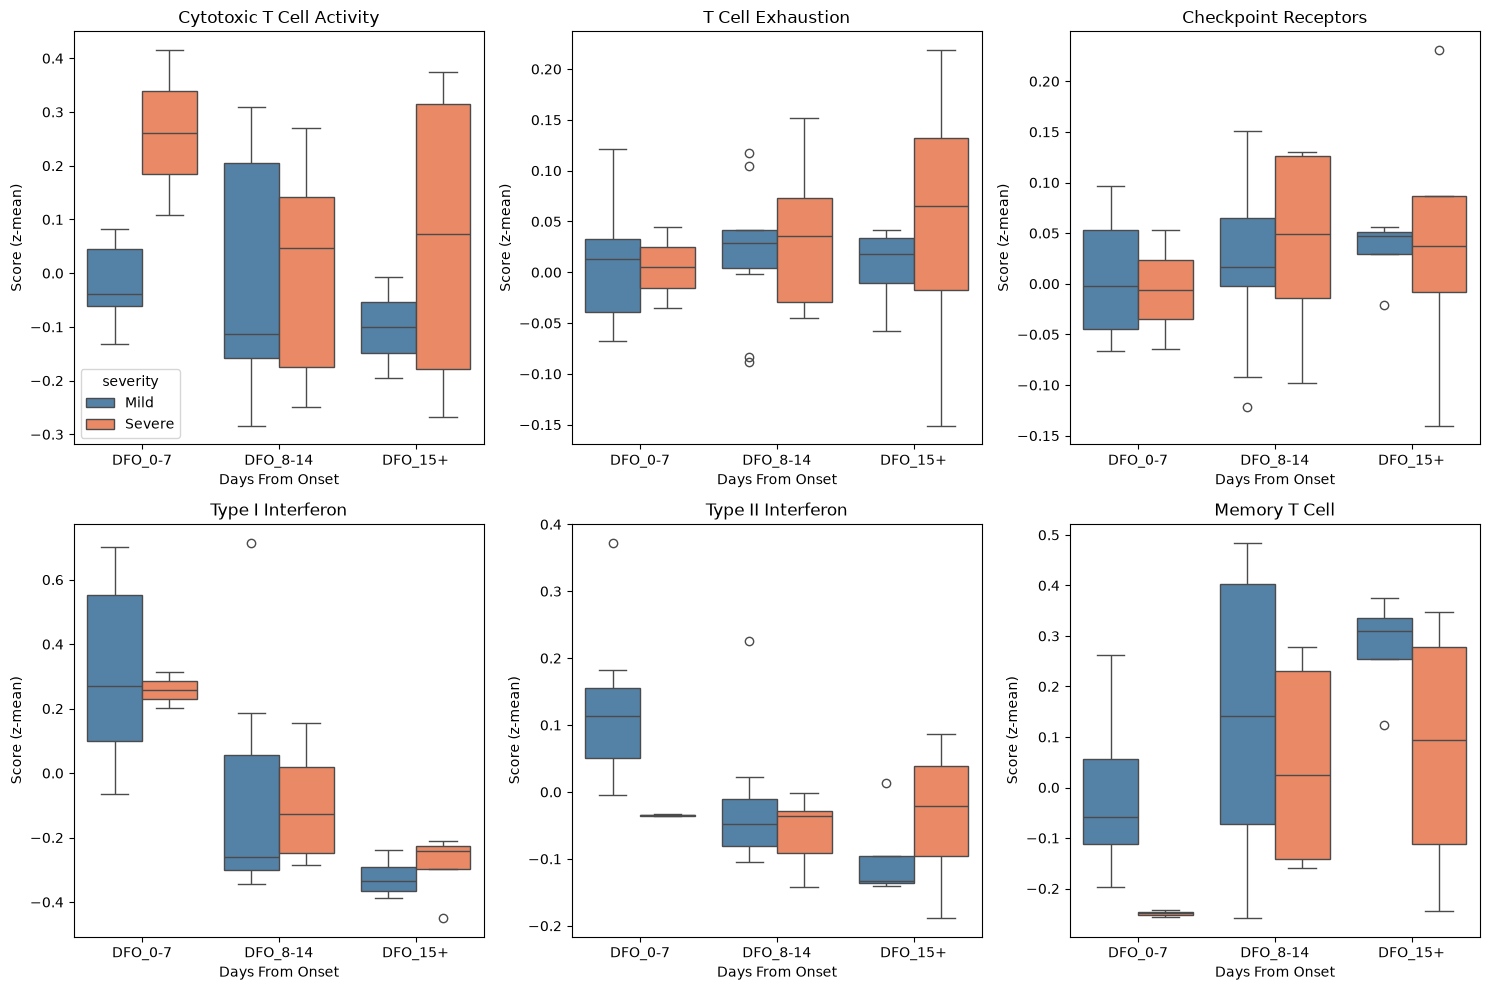 Cytotoxic T Cell Activity
Score (z-mean)
0.4
0.3
0.2
0.1
0.0
−0.1
−0.2
−0.3
severity
Mild
Severe
DFO_0-7
DFO_8-14
DFO_15+
Days From Onset
T Cell Exhaustion
Score (z-mean)
0.20
0.15
0.10
0.05
0.00
−0.05
−0.10
−0.15
DFO_0-7
DFO_8-14
DFO_15+
Days From Onset
Checkpoint Receptors
Score (z-mean)
0.20
0.15
0.10
0.05
0.00
−0.05
−0.10
−0.15
DFO_0-7
DFO_8-14
DFO_15+
Days From Onset
Type I Interferon
Score (z-mean)
0.6
0.4
0.2
0.0
−0.2
−0.4
DFO_0-7
DFO_8-14
DFO_15+
Days From Onset
Type II Interferon
Score (z-mean)
0.4
0.3
0.2
0.1
0.0
−0.1
−0.2
DFO_0-7
DFO_8-14
DFO_15+
Days From Onset
Memory T Cell
Score (z-mean)
0.5
0.4
0.3
0.2
0.1
0.0
−0.1
−0.2
DFO_0-7
DFO_8-14
DFO_15+
Days From Onset